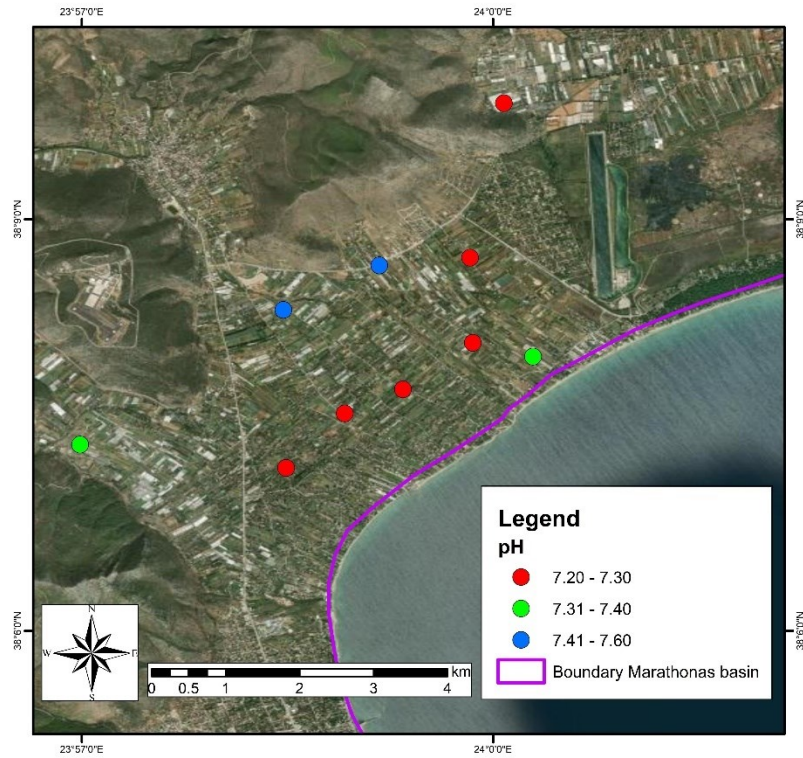 23°57'0"E 24°0'0"E
38°9'0"N 38°9'0"N
Legend
pH
7.20 - 7.30
7.31 - 7.40
7.41 - 7.60
Boundary Marathonas basin
38°6'0"N 38°6'0"N
N
W E
S
km
0 0.5 1 2 3 4
23°57'0"E 24°0'0"E